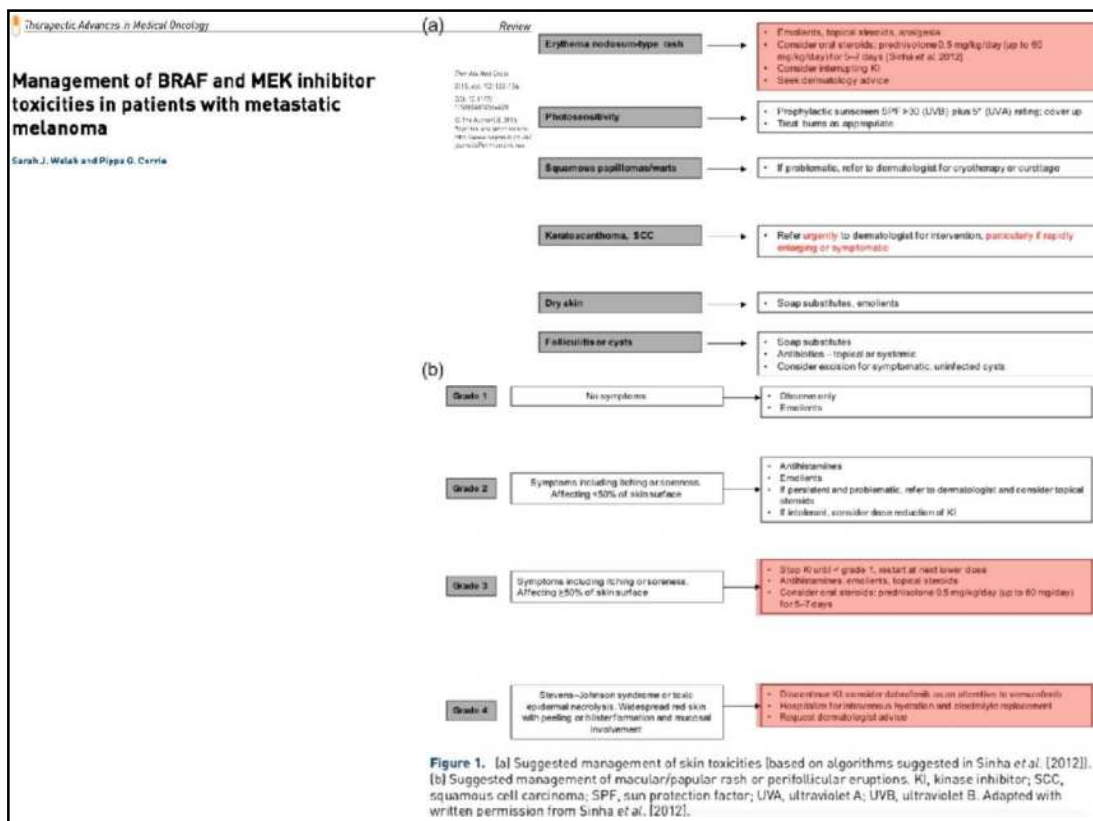 Therapeutic Advances in Medical Oncology
Review
Management of BRAF and MEK inhibitor
toxicities in patients with metastatic
melanoma
Sarah J. Welsh and Pippa G. Corrie
Ther Adv Med Oncol
(a)
Erythema nodosum-type rash
• Emolients, topical steroids, analgesia
• Consider oral steroids: prednisolone 0.5 mg/kg/day (up to 60
mg/kg/day) for 5–7 days [Sinha et al. 2012]
• Consider interrupting KI
• Seek dermatology advice
Photosensitivity
• Prophylactic sunscreen SPF >30 (UVB) plus 5* (UVA) rating; cover up
• Treat burns as appropriate
Squamous papillomas/warts
• If problematic, refer to dermatologist for cryotherapy or curettage
Keratoacanthoma, SCC
• Refer urgently to dermatologist for intervention, particularly if rapidly
enlarging or symptomatic
Dry skin
• Soap substitutes, emolients
Folliculitis or cysts
• Soap substitutes
• Antibiotics – topical or systemic
• Consider excision for symptomatic, uninfected cysts
(b)
Grade 1
No symptoms
• Observe only
• Emolients
Grade 2
Symptoms including itching or soreness.
Affecting <50% of skin surface
• Antihistamines
• Emolients
• If persistent and problematic, refer to dermatologist and consider topical
steroids
• If intolerant, consider dose reduction of KI
Grade 3
Symptoms including itching or soreness.
Affecting ≥50% of skin surface
• Stop KI until < grade 1, restart at next lower dose
• Antihistamines, emolients, topical steroids
• Consider oral steroids: prednisolone 0.5 mg/kg/day (up to 60 mg/day)
for 5–7 days
Grade 4
Stevens–Johnson syndrome or toxic
epidermal necrolysis. Widespread red skin
with peeling or blister formation and mucosal
involvement
• Discontinue KI; consider dabrafenib as an alterative to vemurafenib
• Hospitalize for intravenous hydration and electrolyte replacement
• Request dermatologist advice
Figure 1. (a) Suggested management of skin toxicities [based on algorithms suggested in Sinha et al. [2012]].
(b) Suggested management of macular/papular rash or perifollicular eruptions. KI, kinase inhibitor; SCC,
squamous cell carcinoma; SPF, sun protection factor; UVA, ultraviolet A; UVB, ultraviolet B. Adapted with
written permission from Sinha et al. [2012].